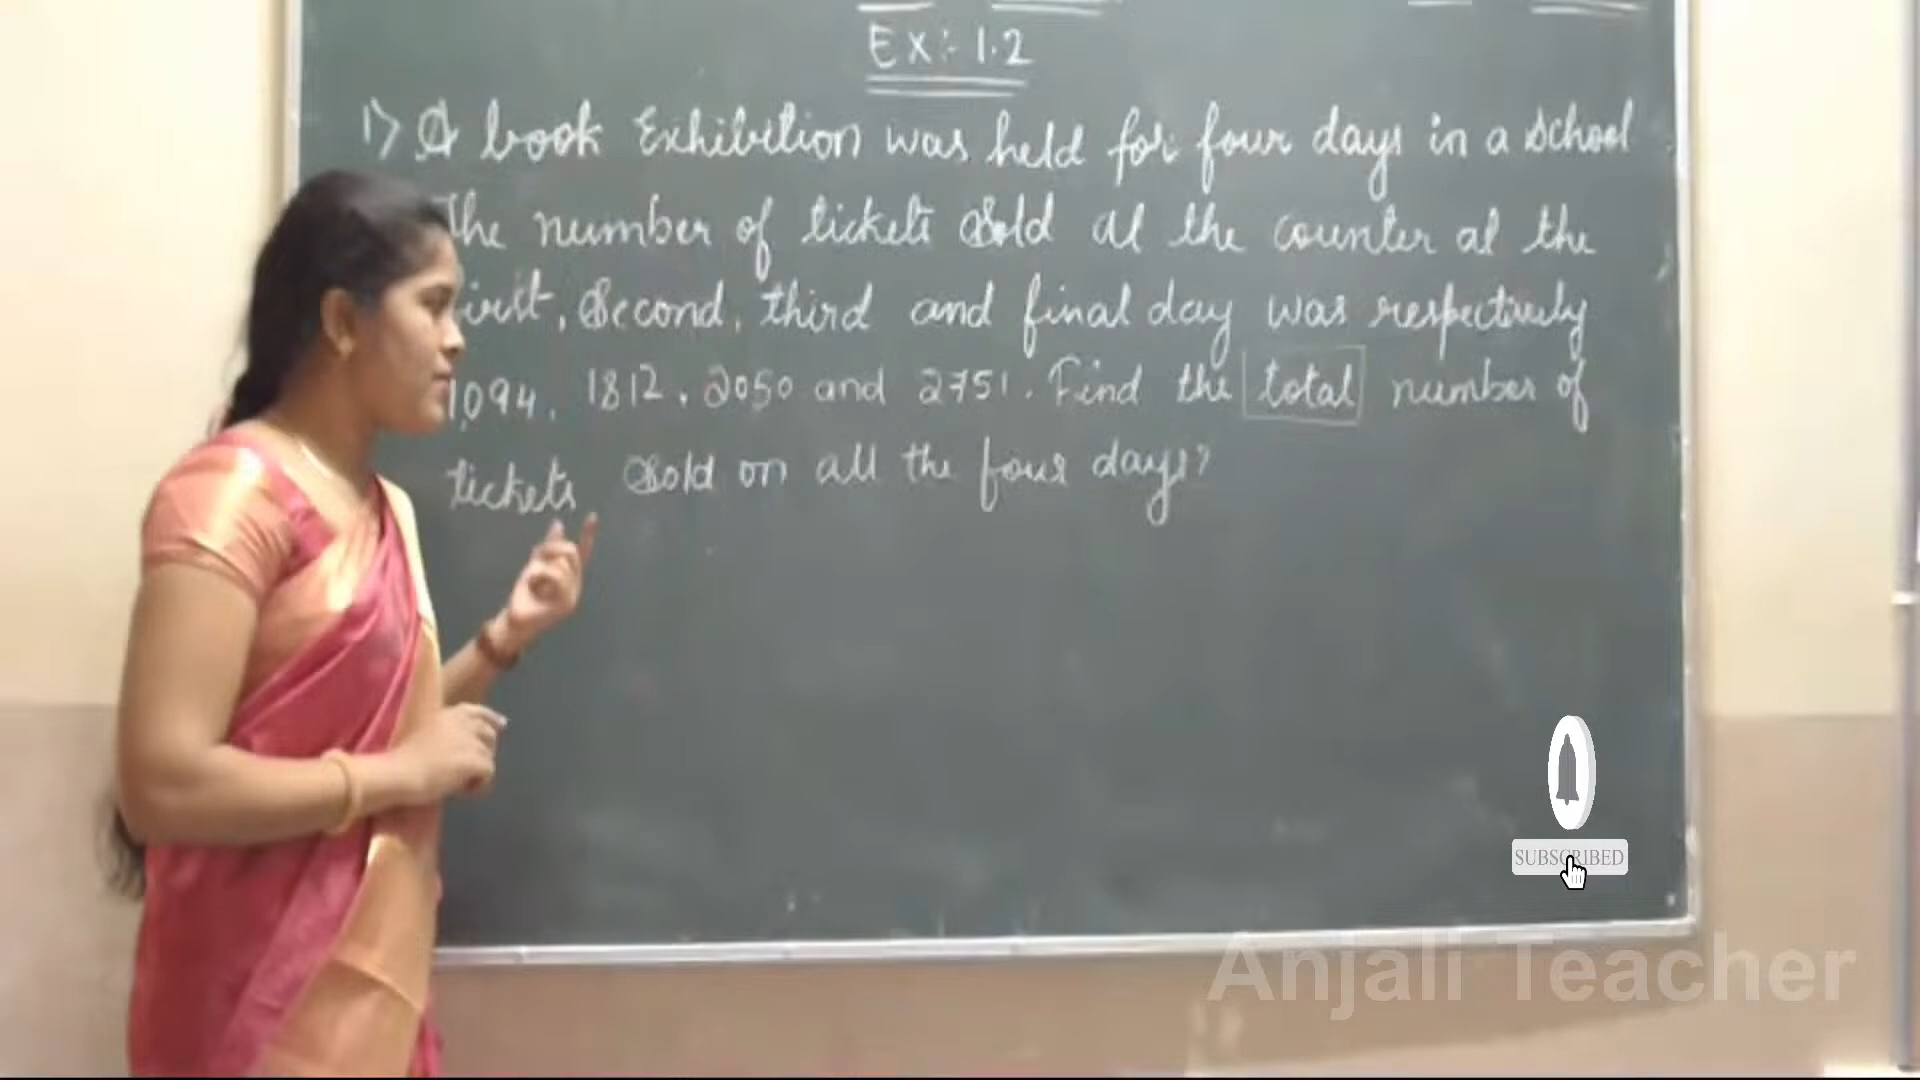 Ex:- 1.2
1) A book Exhibition was held for four days in a School
The number of tickets Sold at the counter at the
first, Second, third and final day was respectively
1094, 1812, 2050 and 2751. Find the total number of
tickets Sold on all the four days?
SUBSCRIBED
Anjali Teacher